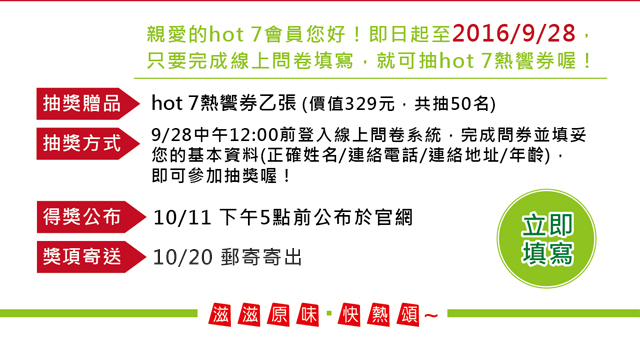 親愛的hot 7會員您好！即日起至2016/9/28，
只要完成線上問卷填寫，就可抽hot 7熱饗券喔！
抽獎贈品 hot 7熱饗券乙張 (價值329元，共抽50名)
抽獎方式 9/28中午12:00前登入線上問卷系統，完成問券並填妥
您的基本資料(正確姓名/連絡電話/連絡地址/年齡)，
即可參加抽獎喔！
得獎公布 10/11 下午5點前公布於官網
獎項寄送 10/20 郵寄寄出
立即
填寫
滋滋原味·快熱頌~